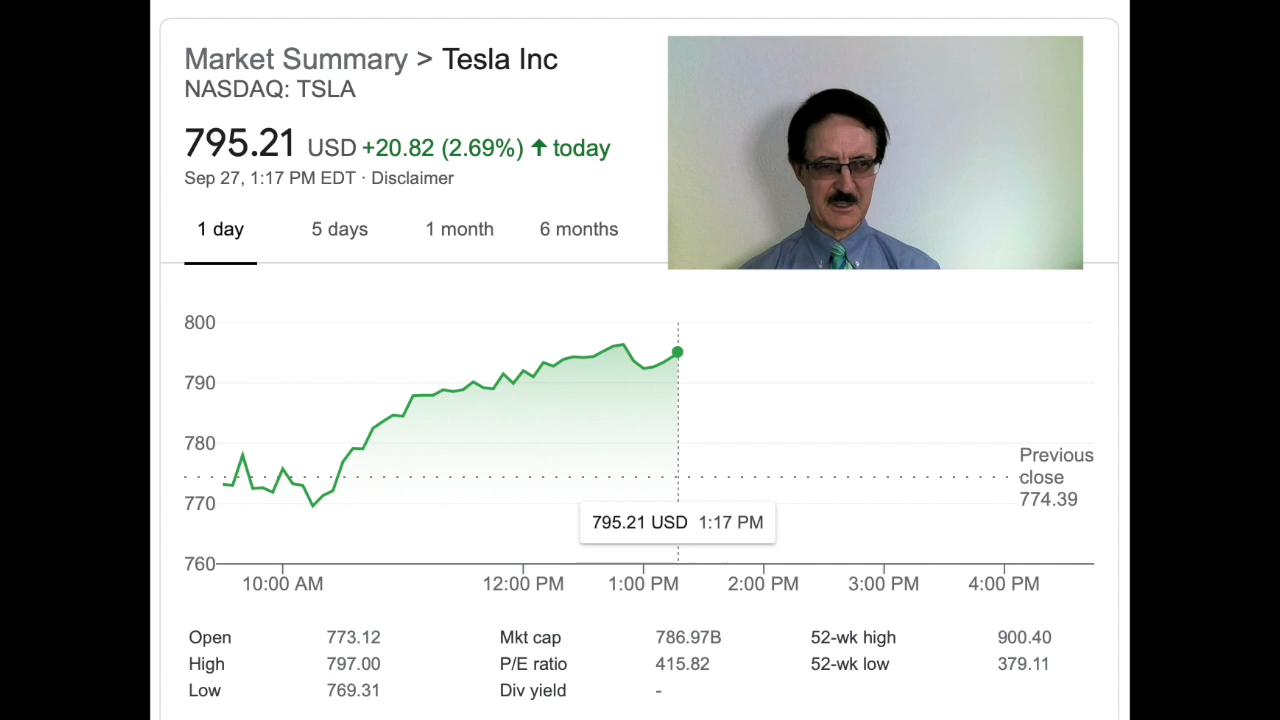 Market Summary > Tesla Inc
NASDAQ: TSLA
795.21 USD +20.82 (2.69%) ↑ today
Sep 27, 1:17 PM EDT · Disclaimer
1 day 5 days 1 month 6 months
800
790
780
Previous
close
774.39
770
795.21 USD 1:17 PM
760
10:00 AM 12:00 PM 1:00 PM 2:00 PM 3:00 PM 4:00 PM
Open 773.12 Mkt cap 786.97B 52-wk high 900.40
High 797.00 P/E ratio 415.82 52-wk low 379.11
Low 769.31 Div yield -